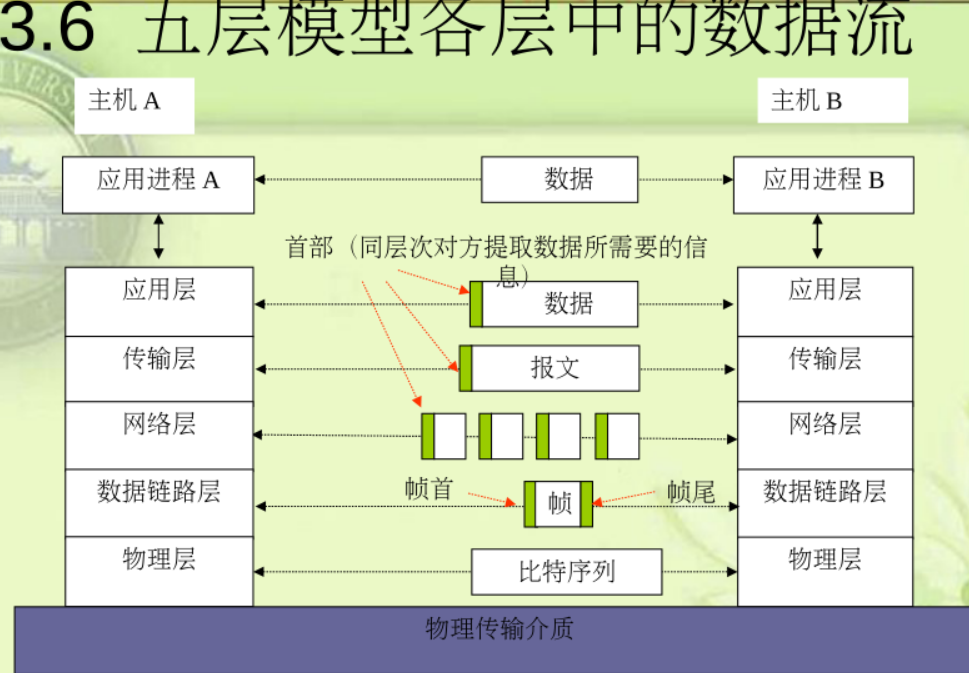 3.6 五层模型各层中的数据流
主机 A
主机 B
应用进程 A
数据
应用进程 B
首部（同层次对方提取数据所需要的信
息）
应用层
数据
应用层
传输层
报文
传输层
网络层
网络层
数据链路层
帧首
帧
帧尾
数据链路层
物理层
比特序列
物理层
物理传输介质